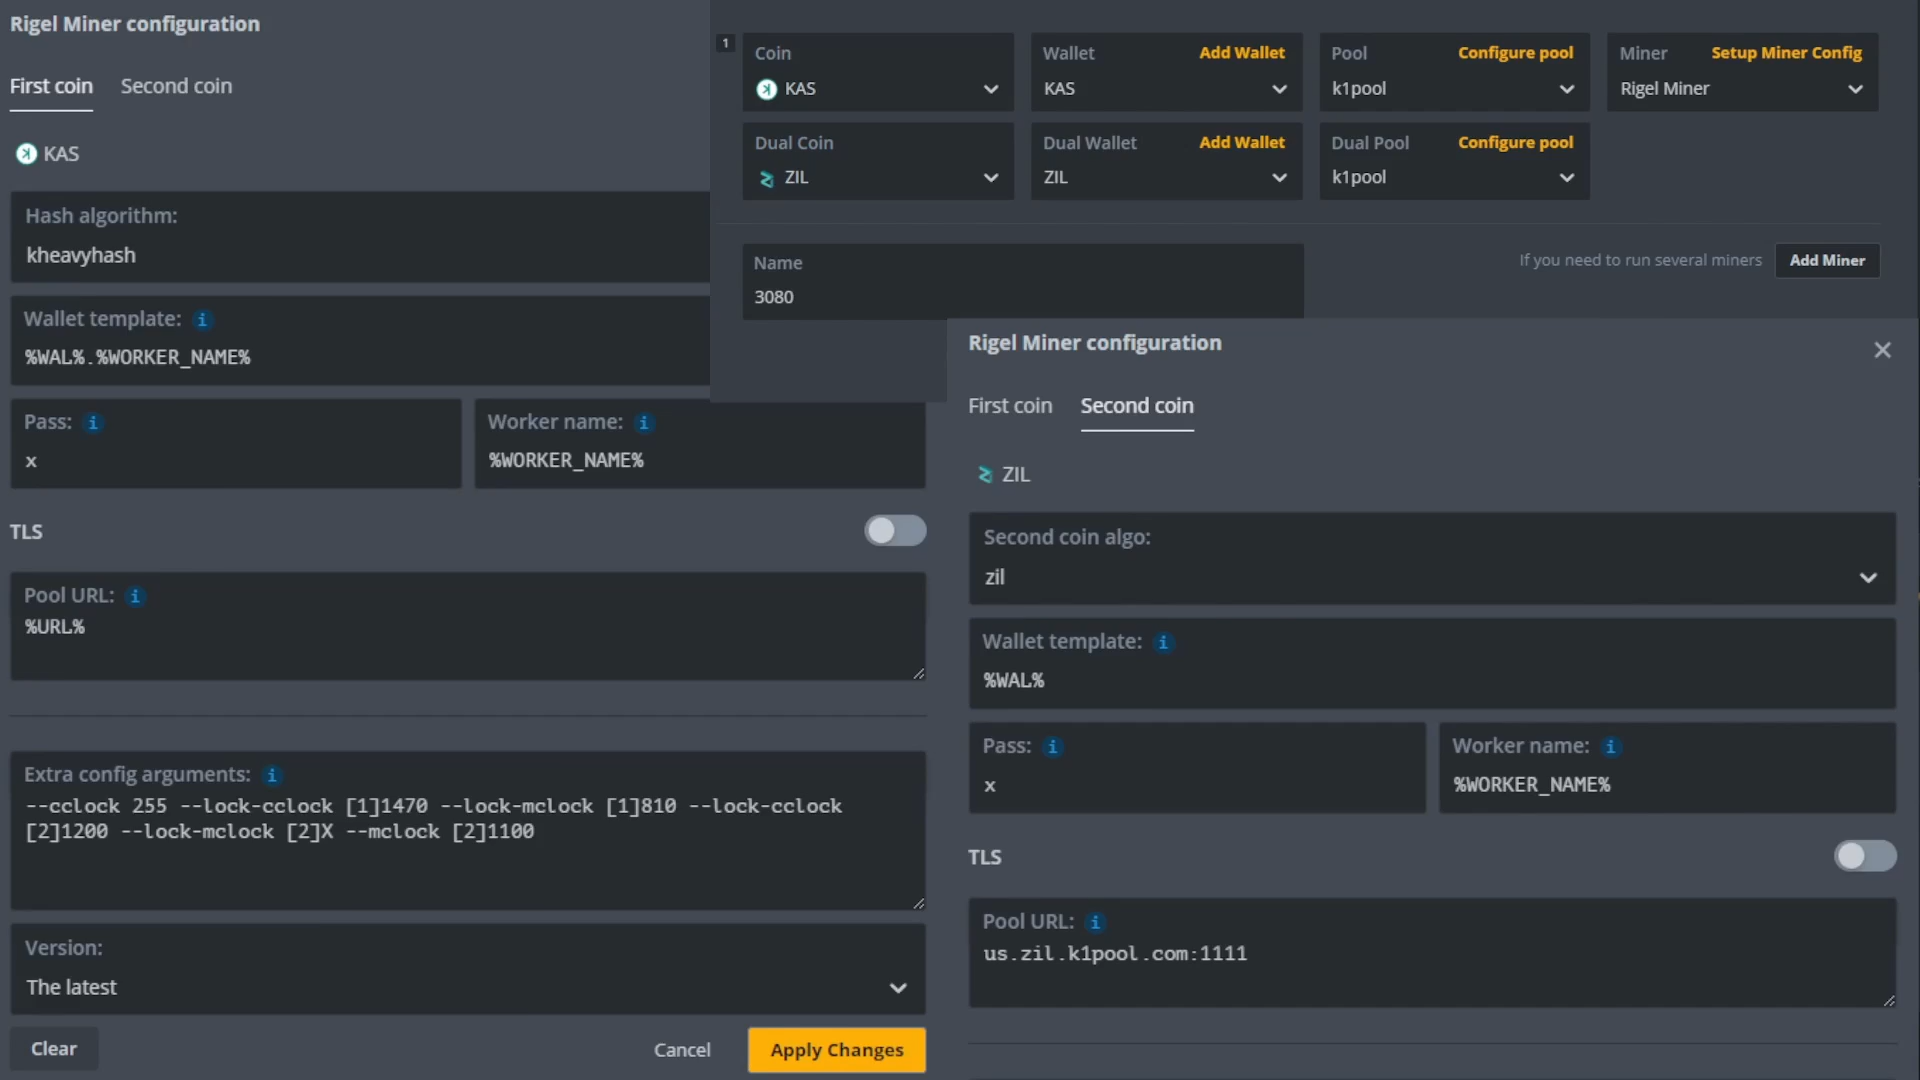 Rigel Miner configuration
First coin Second coin
KAS
Hash algorithm:
kheavyhash
Wallet template: i
%WAL%.%WORKER_NAME%
Pass: i
x
Worker name: i
%WORKER_NAME%
TLS
Pool URL: i
%URL%
Extra config arguments: i
--cclock 255 --lock-cclock [1]1470 --lock-mclock [1]810 --lock-cclock
[2]1200 --lock-mclock [2]X --mclock [2]1100
Version:
The latest
Clear
Cancel
Apply Changes
1
Coin
KAS
Wallet Add Wallet
KAS
Pool Configure pool
k1pool
Miner Setup Miner Config
Rigel Miner
Dual Coin
ZIL
Dual Wallet Add Wallet
ZIL
Dual Pool Configure pool
k1pool
Name
3080
If you need to run several miners
Add Miner
Rigel Miner configuration
First coin Second coin
ZIL
Second coin algo:
zil
Wallet template: i
%WAL%
Pass: i
x
Worker name: i
%WORKER_NAME%
TLS
Pool URL: i
us.zil.k1pool.com:1111